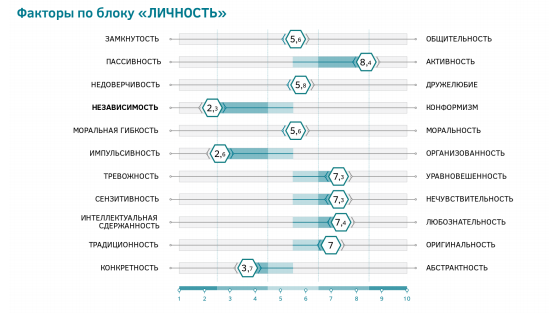 Факторы по блоку «ЛИЧНОСТЬ»
ЗАМКНУТОСТЬ 5,6 ОБЩИТЕЛЬНОСТЬ
ПАССИВНОСТЬ 8,4 АКТИВНОСТЬ
НЕДОВЕРЧИВОСТЬ 5,8 ДРУЖЕЛЮБИЕ
НЕЗАВИСИМОСТЬ 2,3 КОНФОРМИЗМ
МОРАЛЬНАЯ ГИБКОСТЬ 5,6 МОРАЛЬНОСТЬ
ИМПУЛЬСИВНОСТЬ 2,6 ОРГАНИЗОВАННОСТЬ
ТРЕВОЖНОСТЬ 7,3 УРАВНОВЕШЕННОСТЬ
СЕНЗИТИВНОСТЬ 7,3 НЕЧУВСТВИТЕЛЬНОСТЬ
ИНТЕЛЛЕКТУАЛЬНАЯ
СДЕРЖАННОСТЬ 7,4 ЛЮБОЗНАТЕЛЬНОСТЬ
ТРАДИЦИОННОСТЬ 7 ОРИГИНАЛЬНОСТЬ
КОНКРЕТНОСТЬ 3,7 АБСТРАКТНОСТЬ
1 2 3 4 5 6 7 8 9 10